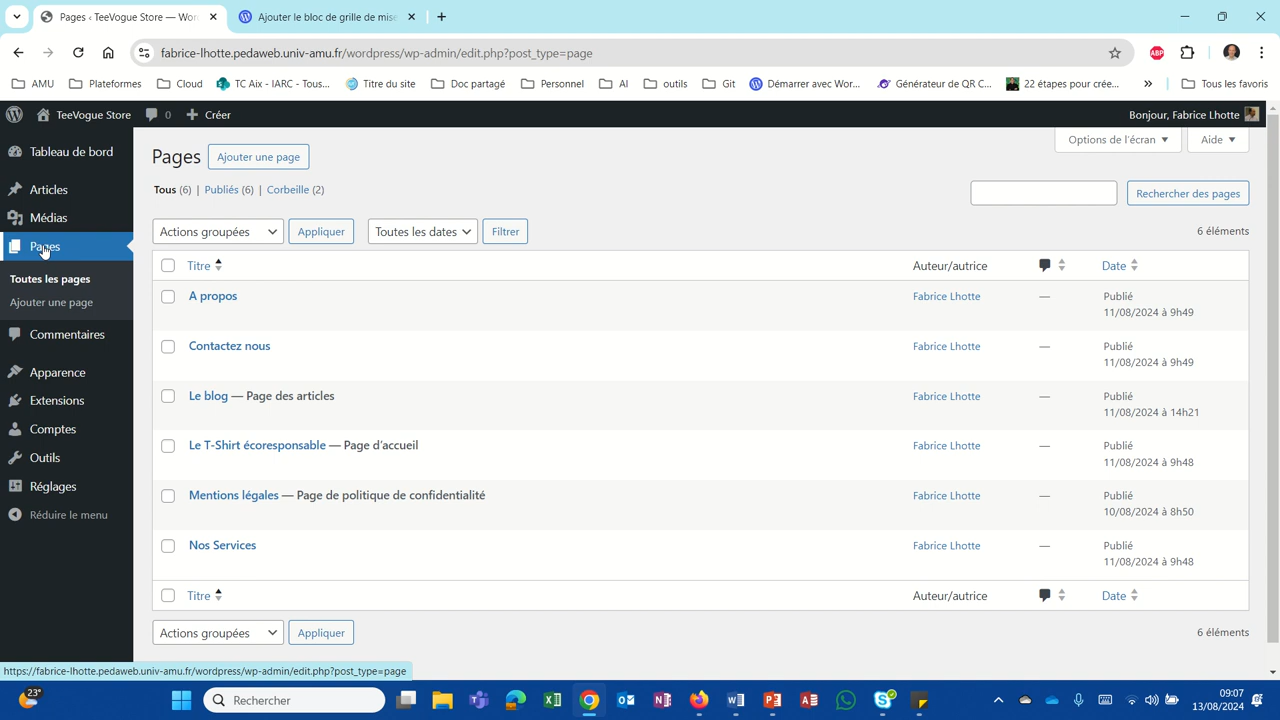 Pages ‹ TeeVogue Store — Wor
Ajouter le bloc de grille de mise
fabrice-lhotte.pedaweb.univ-amu.fr/wordpress/wp-admin/edit.php?post_type=page
ABP
AMU
Plateformes
Cloud
TC Aix - IARC - Tous...
Titre du site
Doc partagé
Personnel
AI
outils
Git
Démarrer avec Wor...
Générateur de QR C...
22 étapes pour crée...
»
Tous les favoris
TeeVogue Store
0
Créer
Bonjour, Fabrice Lhotte
Tableau de bord
Articles
Médias
Pages
Toutes les pages
Ajouter une page
Commentaires
Apparence
Extensions
Comptes
Outils
Réglages
Réduire le menu
Options de l'écran
Aide
Pages
Ajouter une page
Tous (6) | Publiés (6) | Corbeille (2)
Rechercher des pages
Actions groupées
Appliquer
Toutes les dates
Filtrer
6 éléments
Titre
Auteur/autrice
Date
A propos
Fabrice Lhotte
—
Publié
11/08/2024 à 9h49
Contactez nous
Fabrice Lhotte
—
Publié
11/08/2024 à 9h49
Le blog — Page des articles
Fabrice Lhotte
—
Publié
11/08/2024 à 14h21
Le T-Shirt écoresponsable — Page d'accueil
Fabrice Lhotte
—
Publié
11/08/2024 à 9h48
Mentions légales — Page de politique de confidentialité
Fabrice Lhotte
—
Publié
10/08/2024 à 8h50
Nos Services
Fabrice Lhotte
—
Publié
11/08/2024 à 9h48
Titre
Auteur/autrice
Date
Actions groupées
Appliquer
6 éléments
https://fabrice-lhotte.pedaweb.univ-amu.fr/wordpress/wp-admin/edit.php?post_type=page
23°
Rechercher
09:07
13/08/2024